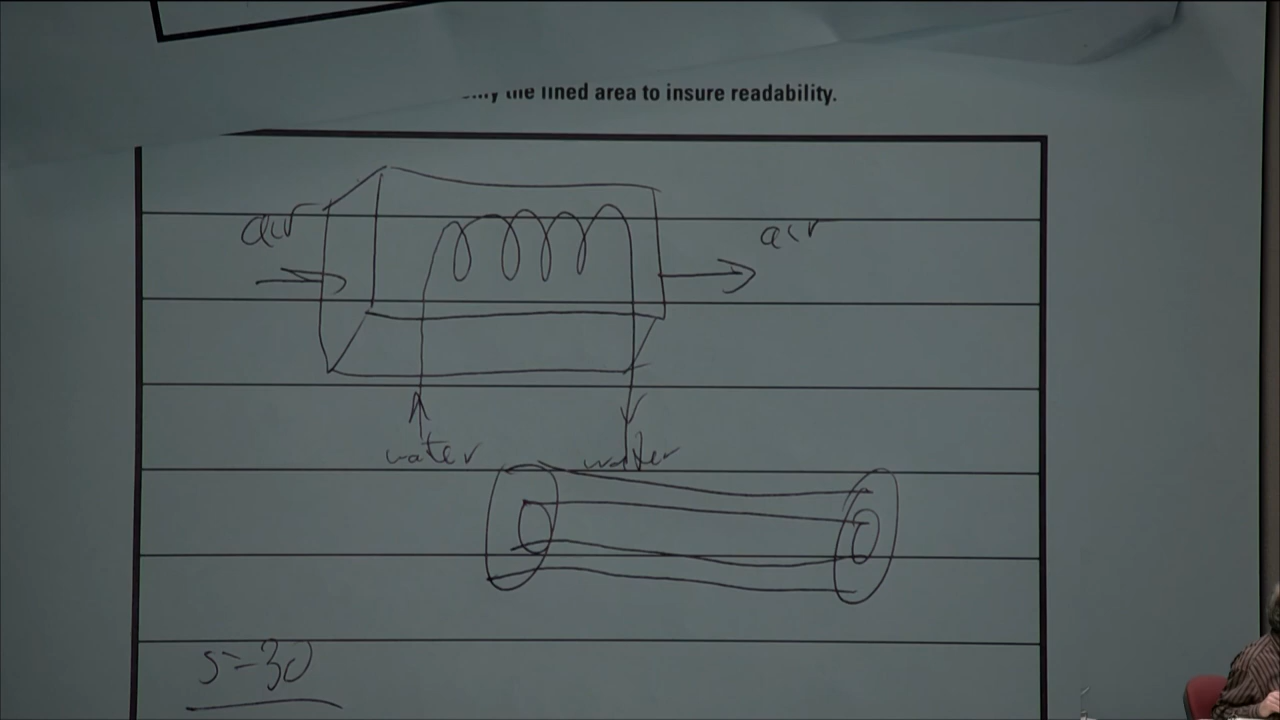 the lined area to insure readability.
air
air
water
water
5-30